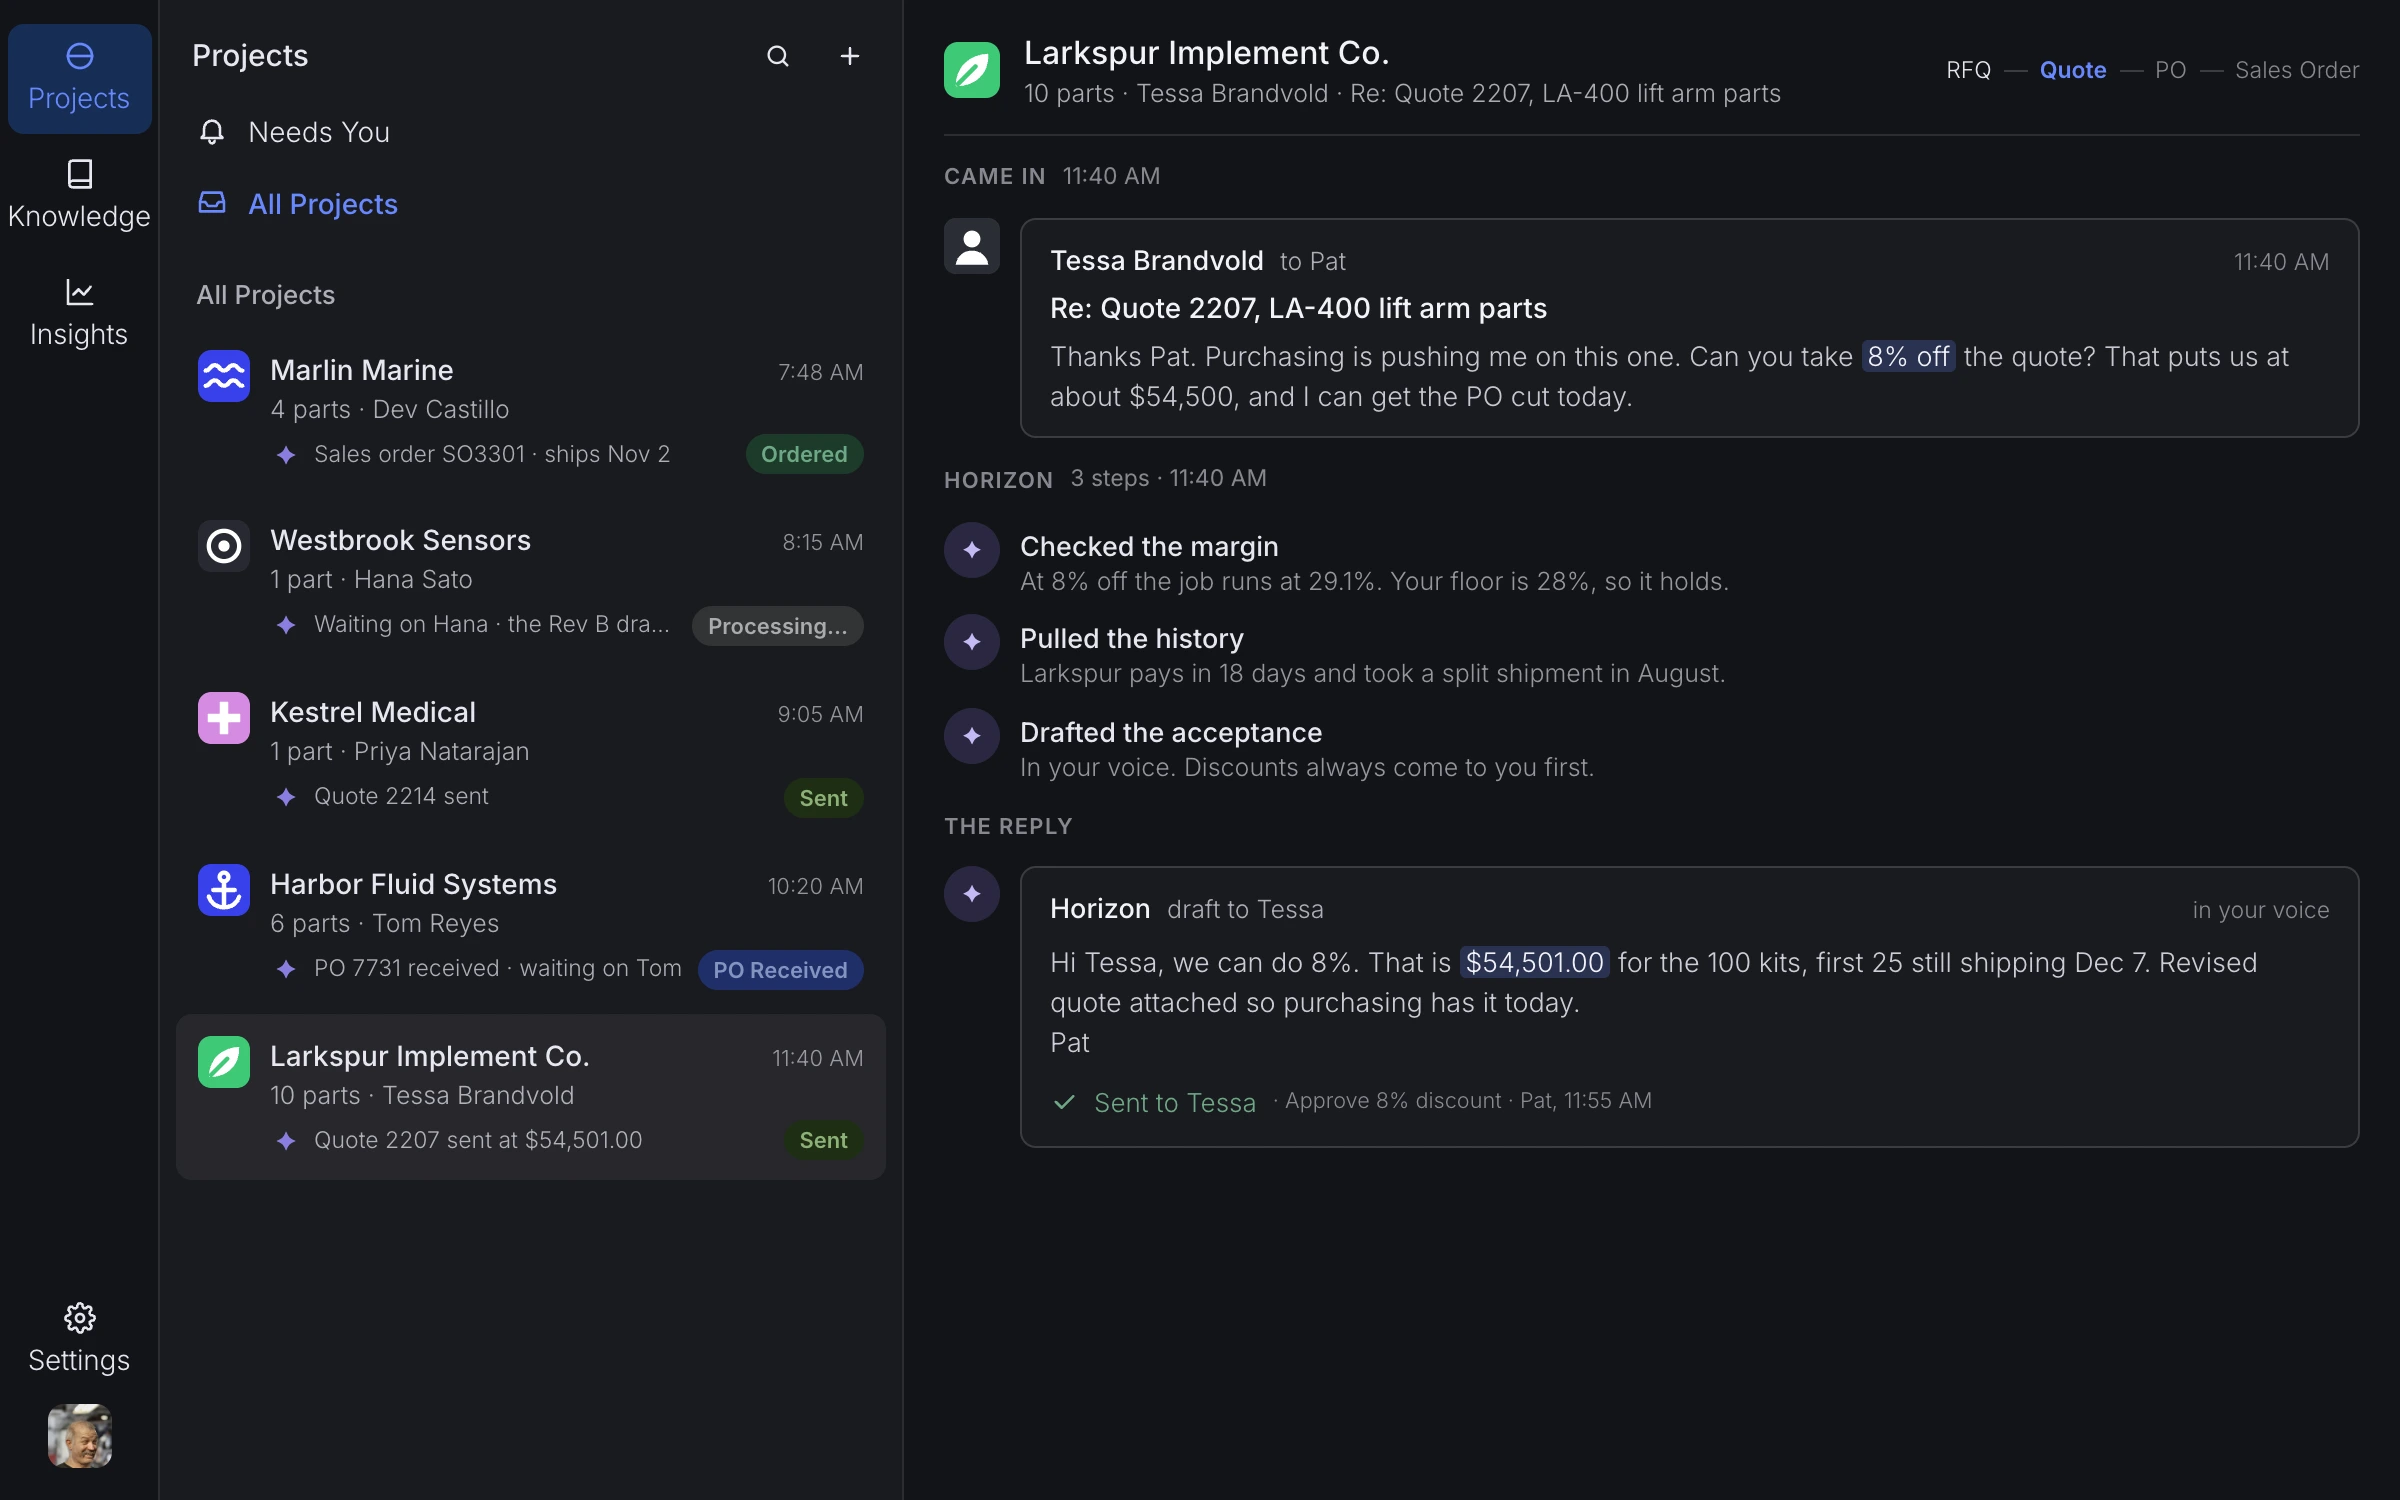 Projects
Knowledge
Insights
Settings
Projects
Needs You
All Projects
All Projects
Marlin Marine 7:48 AM
4 parts · Dev Castillo
Sales order SO3301 · ships Nov 2 Ordered
Westbrook Sensors 8:15 AM
1 part · Hana Sato
Waiting on Hana · the Rev B dra... Processing...
Kestrel Medical 9:05 AM
1 part · Priya Natarajan
Quote 2214 sent Sent
Harbor Fluid Systems 10:20 AM
6 parts · Tom Reyes
PO 7731 received · waiting on Tom PO Received
Larkspur Implement Co. 11:40 AM
10 parts · Tessa Brandvold
Quote 2207 sent at $54,501.00 Sent
Larkspur Implement Co.
10 parts · Tessa Brandvold · Re: Quote 2207, LA-400 lift arm parts
RFQ — Quote — PO — Sales Order
CAME IN 11:40 AM
Tessa Brandvold to Pat 11:40 AM
Re: Quote 2207, LA-400 lift arm parts
Thanks Pat. Purchasing is pushing me on this one. Can you take 8% off the quote? That puts us at
about $54,500, and I can get the PO cut today.
HORIZON 3 steps · 11:40 AM
Checked the margin
At 8% off the job runs at 29.1%. Your floor is 28%, so it holds.
Pulled the history
Larkspur pays in 18 days and took a split shipment in August.
Drafted the acceptance
In your voice. Discounts always come to you first.
THE REPLY
Horizon draft to Tessa in your voice
Hi Tessa, we can do 8%. That is $54,501.00 for the 100 kits, first 25 still shipping Dec 7. Revised
quote attached so purchasing has it today.
Pat
Sent to Tessa · Approve 8% discount · Pat, 11:55 AM